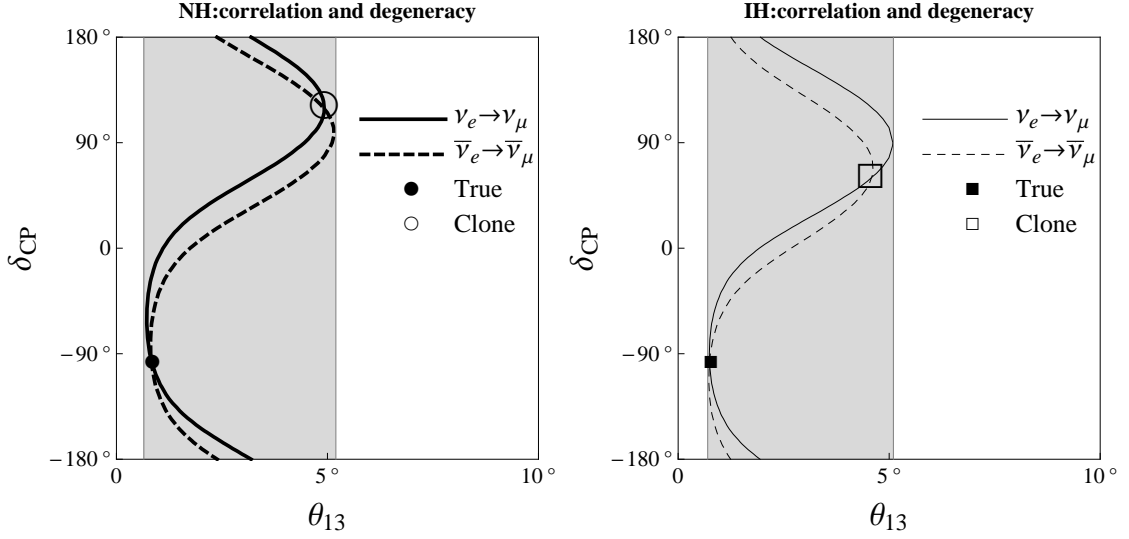 NH:correlation and degeneracy
180°
90°
0
−90°
−180°
δCP
0
5°
10°
θ13
νe→νμ
ν̅e→ν̅μ
True
Clone
IH:correlation and degeneracy
180°
90°
0
−90°
−180°
δCP
0
5°
10°
θ13
νe→νμ
ν̅e→ν̅μ
True
Clone